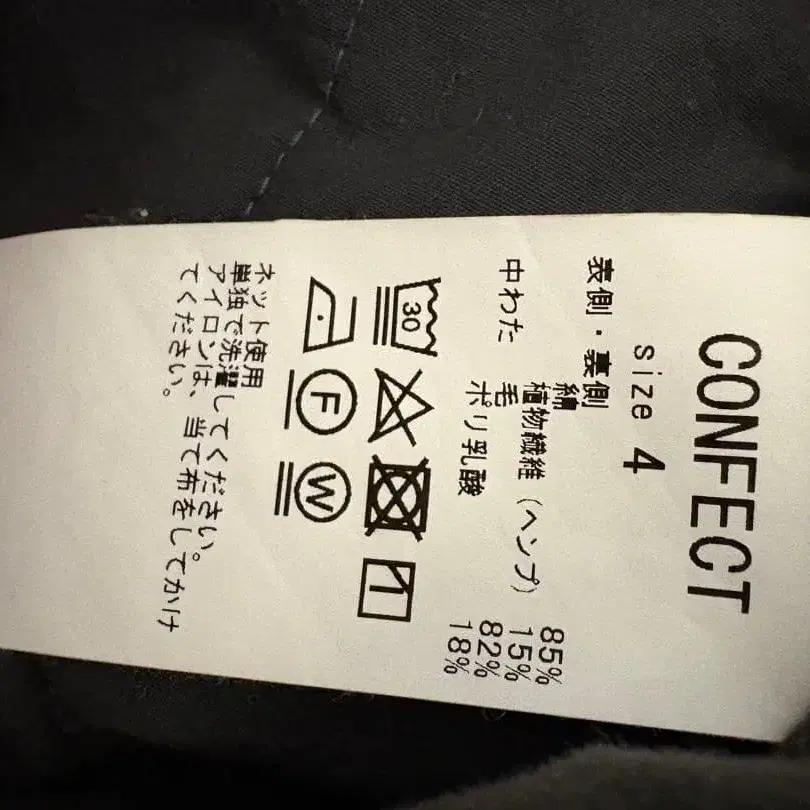 CONFECT
size 4
表側・裏側
綿 85%
植物繊維(ヘンプ) 15%
中わた 毛 82%
ポリ乳酸 18%
30
F
W
ネット使用
単独で洗濯してください。
アイロンは、当て布をしてかけ
てください。